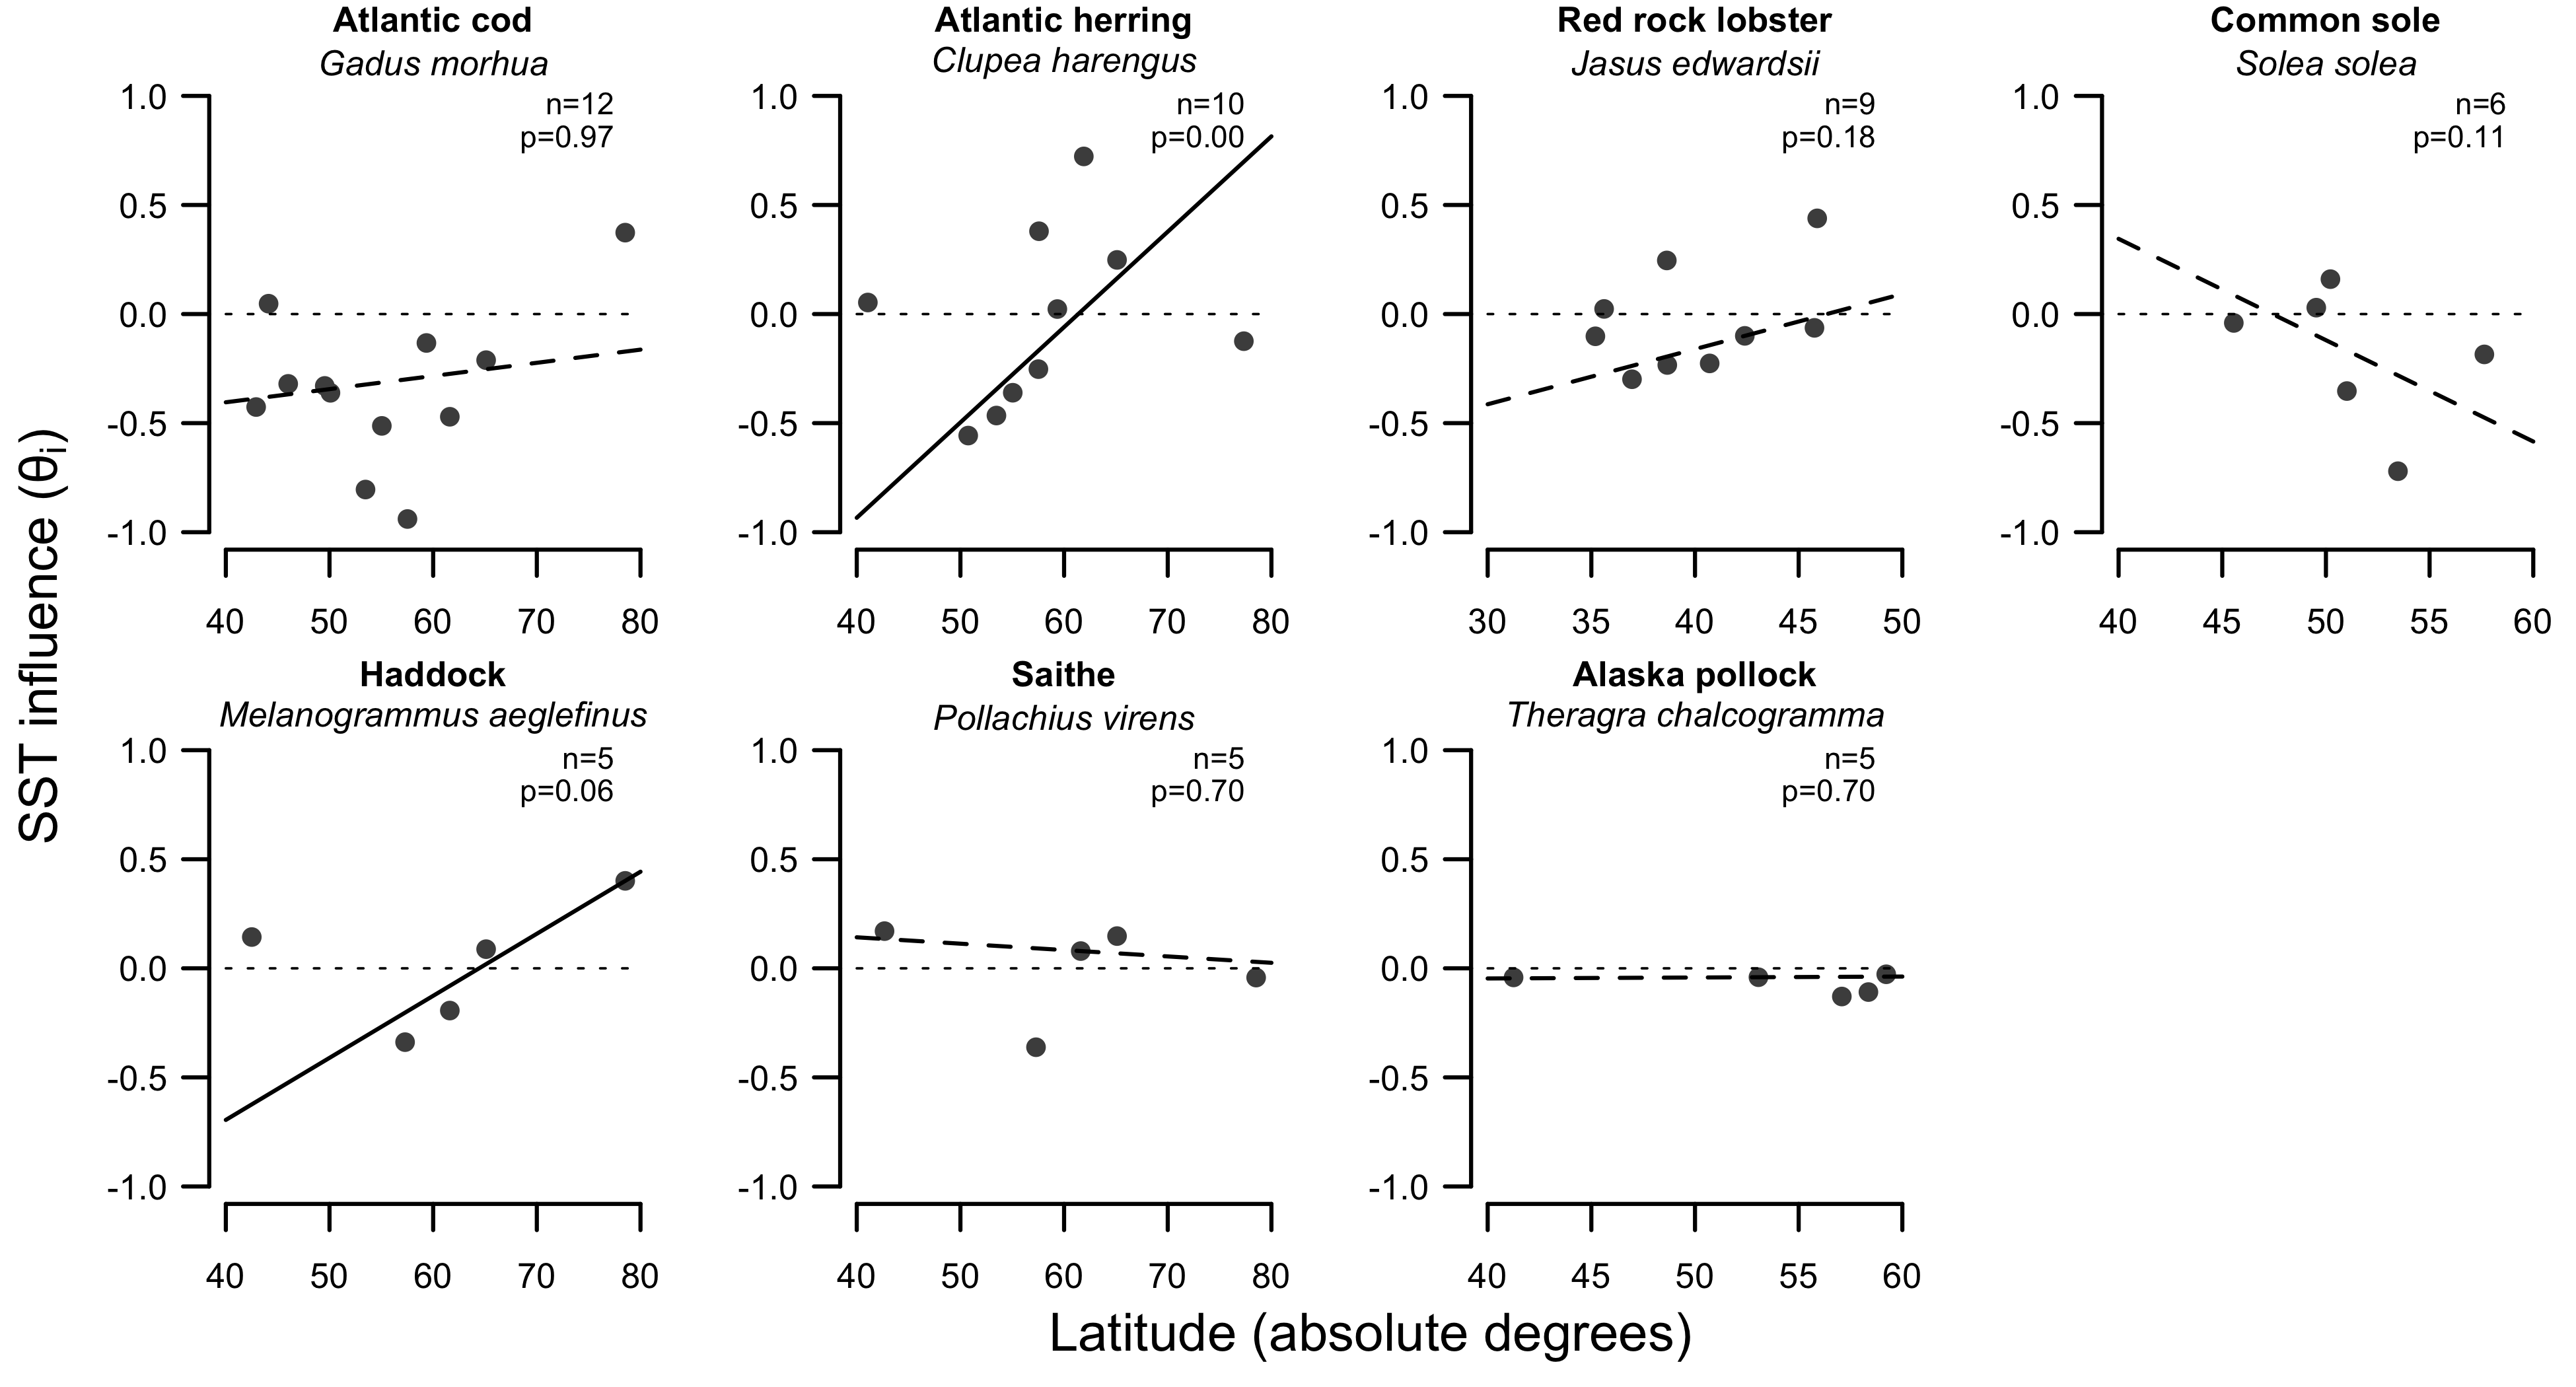 Atlantic cod
Gadus morhua
n=12
p=0.97
1.0
0.5
0.0
-0.5
-1.0
40 50 60 70 80
Atlantic herring
Clupea harengus
n=10
p=0.00
1.0
0.5
0.0
-0.5
-1.0
40 50 60 70 80
Red rock lobster
Jasus edwardsii
n=9
p=0.18
1.0
0.5
0.0
-0.5
-1.0
30 35 40 45 50
Common sole
Solea solea
n=6
p=0.11
1.0
0.5
0.0
-0.5
-1.0
40 45 50 55 60
Haddock
Melanogrammus aeglefinus
n=5
p=0.06
1.0
0.5
0.0
-0.5
-1.0
40 50 60 70 80
Saithe
Pollachius virens
n=5
p=0.70
1.0
0.5
0.0
-0.5
-1.0
40 50 60 70 80
Alaska pollock
Theragra chalcogramma
n=5
p=0.70
1.0
0.5
0.0
-0.5
-1.0
40 45 50 55 60
SST influence (θi)
Latitude (absolute degrees)